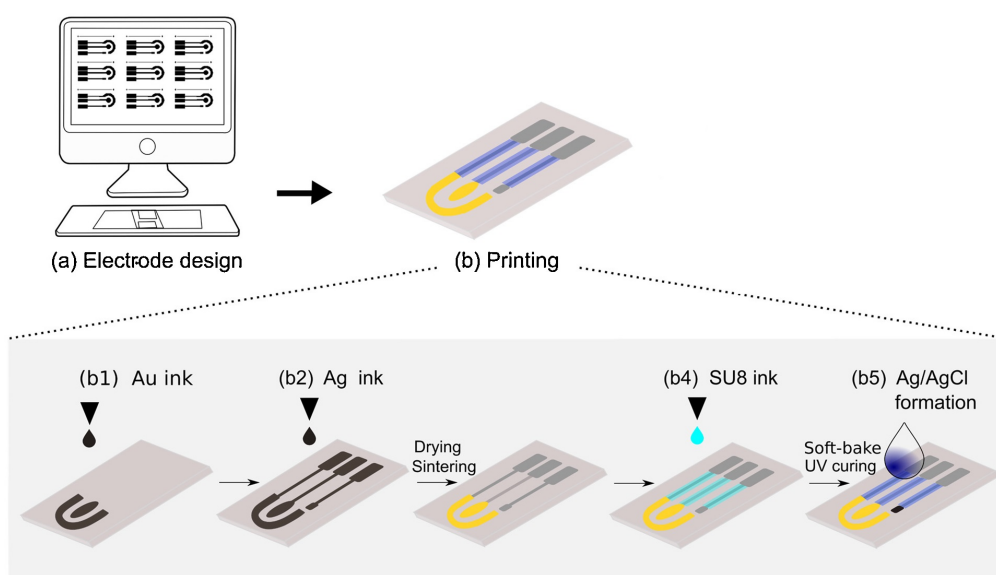 (a) Electrode design
(b) Printing
(b1) Au ink
(b2) Ag ink
Drying
Sintering
(b4) SU8 ink
Soft-bake
UV curing
(b5) Ag/AgCl
formation